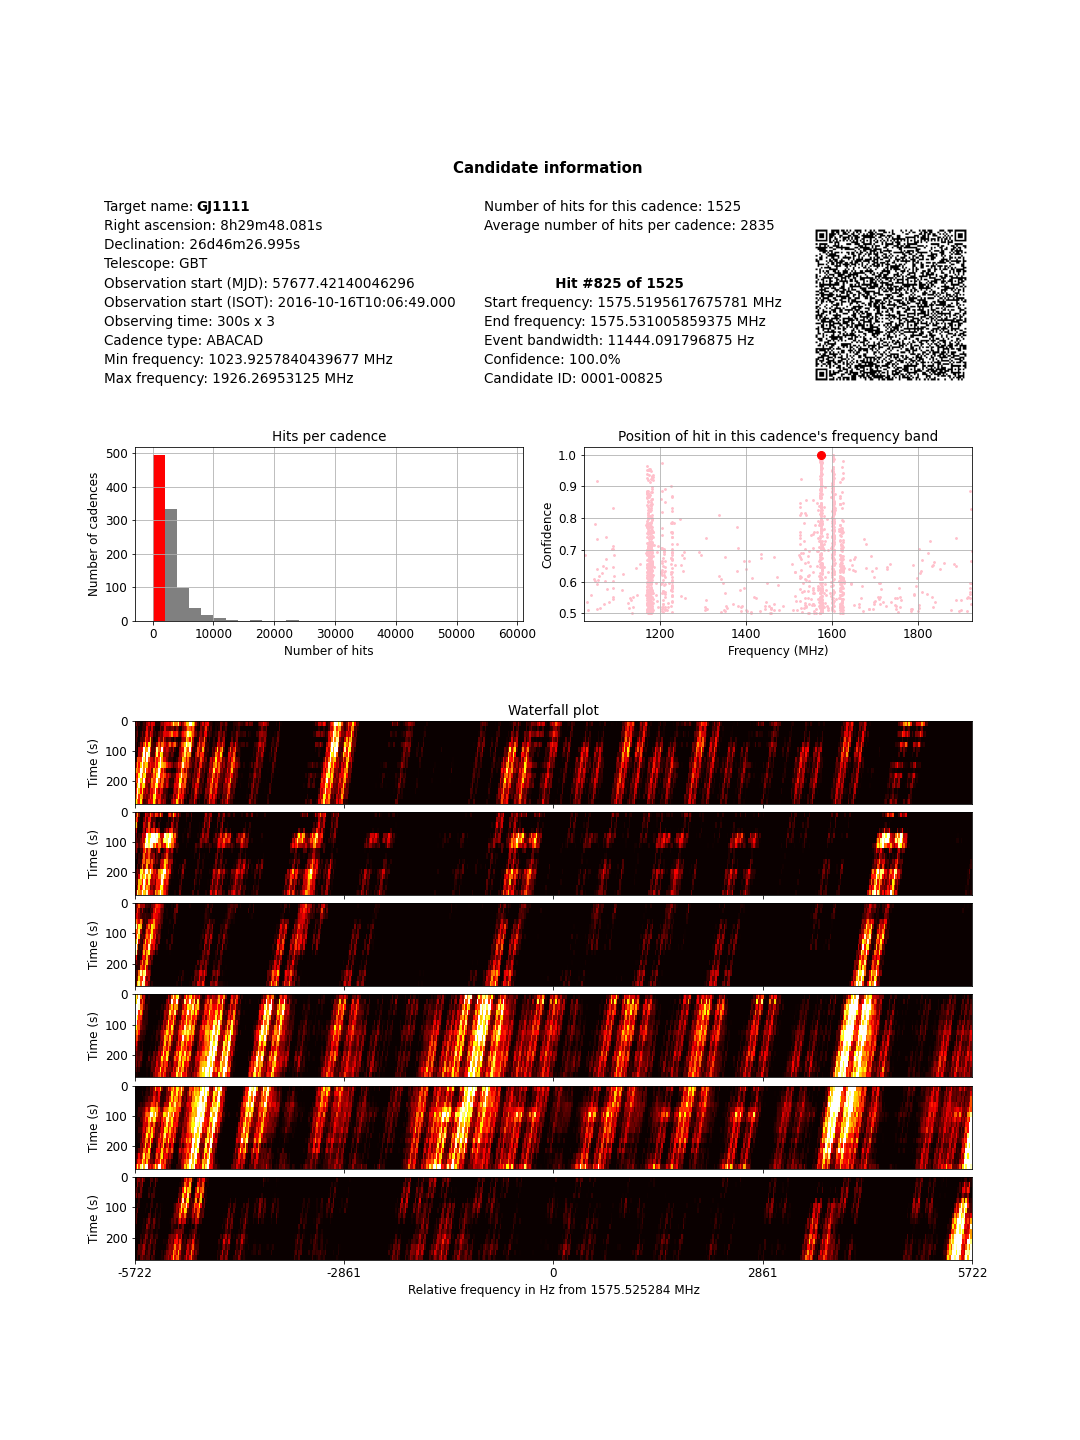 Candidate information
Target name: GJ1111
Right ascension: 8h29m48.081s
Declination: 26d46m26.995s
Telescope: GBT
Observation start (MJD): 57677.42140046296
Observation start (ISOT): 2016-10-16T10:06:49.000
Observing time: 300s x 3
Cadence type: ABACAD
Min frequency: 1023.9257840439677 MHz
Max frequency: 1926.26953125 MHz
Number of hits for this cadence: 1525
Average number of hits per cadence: 2835
Hit #825 of 1525
Start frequency: 1575.5195617675781 MHz
End frequency: 1575.531005859375 MHz
Event bandwidth: 11444.091796875 Hz
Confidence: 100.0%
Candidate ID: 0001-00825
Hits per cadence
500
400
300
200
100
0
Number of cadences
0 10000 20000 30000 40000 50000 60000
Number of hits
Position of hit in this cadence's frequency band
1.0
0.9
0.8
0.7
0.6
0.5
Confidence
1200 1400 1600 1800
Frequency (MHz)
Waterfall plot
0
100
200
Time (s)
0
100
200
Time (s)
0
100
200
Time (s)
0
100
200
Time (s)
0
100
200
Time (s)
0
100
200
Time (s)
-5722 -2861 0 2861 5722
Relative frequency in Hz from 1575.525284 MHz